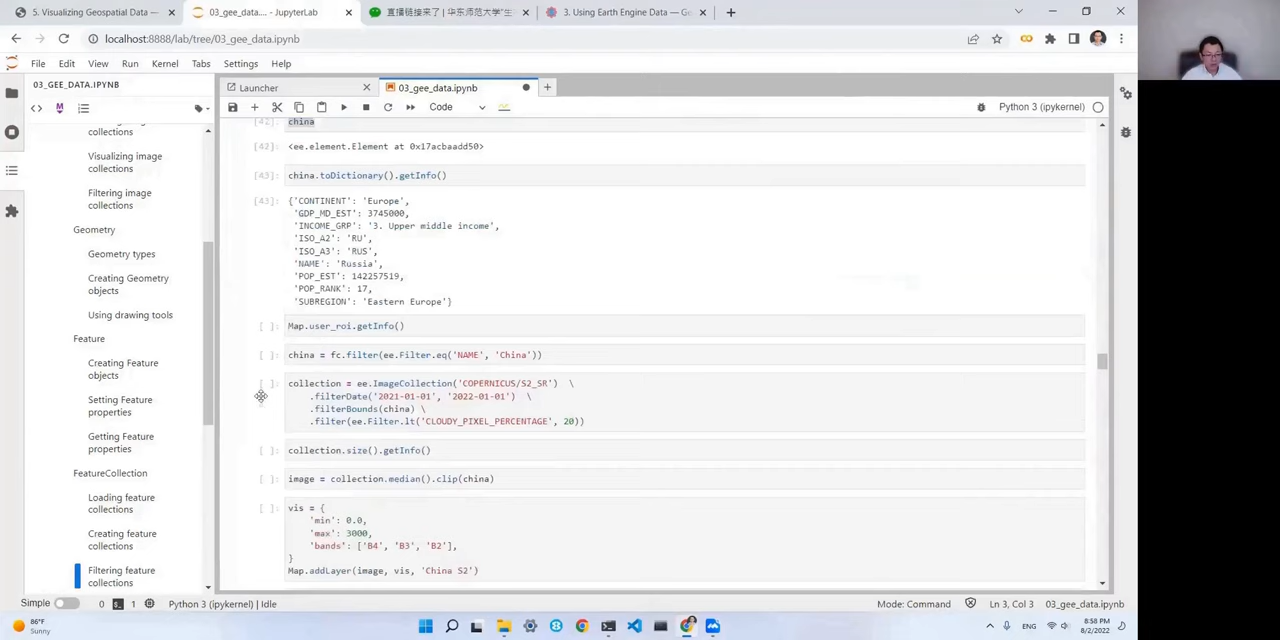 5. Visualizing Geospatial Data —
03_gee_data.... - JupyterLab
直播链接来了 | 华东师范大学"生
3. Using Earth Engine Data — Ge
localhost:8888/lab/tree/03_gee_data.ipynb
File Edit View Run Kernel Tabs Settings Help
03_GEE_DATA.IPYNB
Launcher
03_gee_data.ipynb
Code
Python 3 (ipykernel)
collections
Visualizing image
collections
Filtering image
collections
Geometry
Geometry types
Creating Geometry
objects
Using drawing tools
Feature
Creating Feature
objects
Setting Feature
properties
Getting Feature
properties
FeatureCollection
Loading feature
collections
Creating feature
collections
Filtering feature
collections
[42] china
[42] <ee.element.Element at 0x17acbaadd50>
[43] china.toDictionary().getInfo()
[43] {'CONTINENT': 'Europe',
'GDP_MD_EST': 3745000,
'INCOME_GRP': '3. Upper middle income',
'ISO_A2': 'RU',
'ISO_A3': 'RUS',
'NAME': 'Russia',
'POP_EST': 142257519,
'POP_RANK': 17,
'SUBREGION': 'Eastern Europe'}
[ ]: Map.user_roi.getInfo()
[ ]: china = fc.filter(ee.Filter.eq('NAME', 'China'))
[ ]: collection = ee.ImageCollection('COPERNICUS/S2_SR') \
.filterDate('2021-01-01', '2022-01-01') \
.filterBounds(china) \
.filter(ee.Filter.lt('CLOUDY_PIXEL_PERCENTAGE', 20))
[ ]: collection.size().getInfo()
[ ]: image = collection.median().clip(china)
[ ]: vis = {
'min': 0.0,
'max': 3000,
'bands': ['B4', 'B3', 'B2'],
}
Map.addLayer(image, vis, 'China S2')
Simple 0 1 Python 3 (ipykernel) | Idle
Mode: Command Ln 3, Col 3 03_gee_data.ipynb
86°F
Sunny
ENG
8:58 PM
8/2/2022